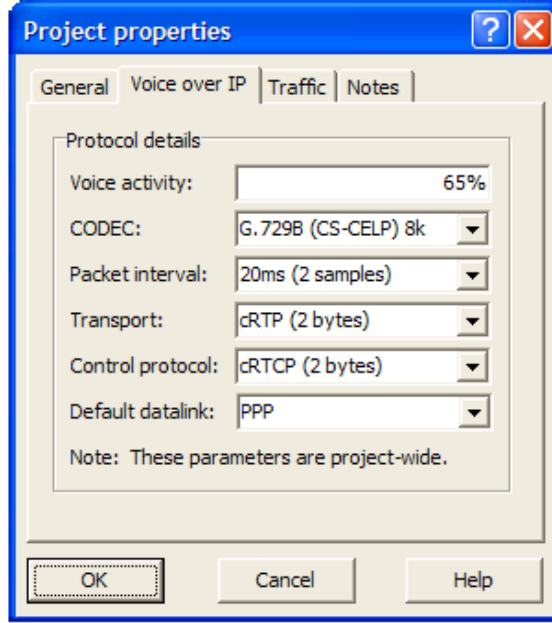 Project properties
General Voice over IP Traffic Notes
Protocol details
Voice activity: 65%
CODEC: G.729B (CS-CELP) 8k
Packet interval: 20ms (2 samples)
Transport: cRTP (2 bytes)
Control protocol: cRTCP (2 bytes)
Default datalink: PPP
Note: These parameters are project-wide.
OK Cancel Help